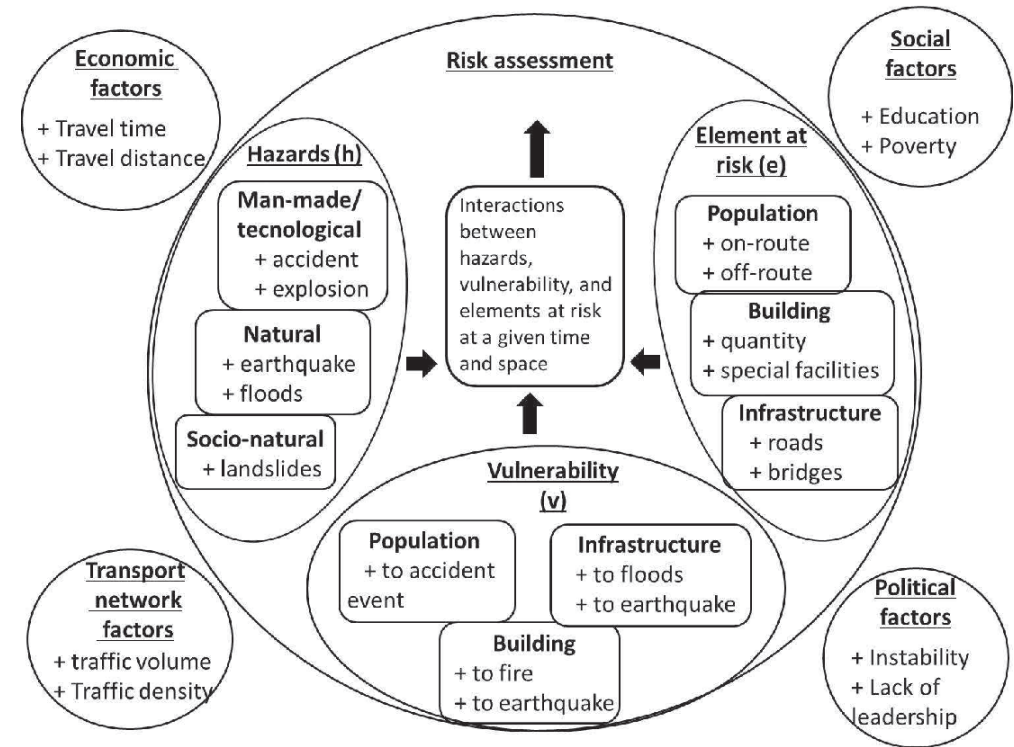 Economic
factors
+ Travel time
+ Travel distance
Risk assessment
Social
factors
+ Education
+ Poverty
Hazards (h)
Man-made/
tecnological
+ accident
+ explosion
Natural
+ earthquake
+ floods
Socio-natural
+ landslides
Interactions
between
hazards,
vulnerability, and
elements at risk
at a given time
and space
Element at
risk (e)
Population
+ on-route
+ off-route
Building
+ quantity
+ special facilities
Infrastructure
+ roads
+ bridges
Vulnerability
(v)
Population
+ to accident
event
Infrastructure
+ to floods
+ to earthquake
Building
+ to fire
+ to earthquake
Transport
network
factors
+ traffic volume
+ Traffic density
Political
factors
+ Instability
+ Lack of
leadership